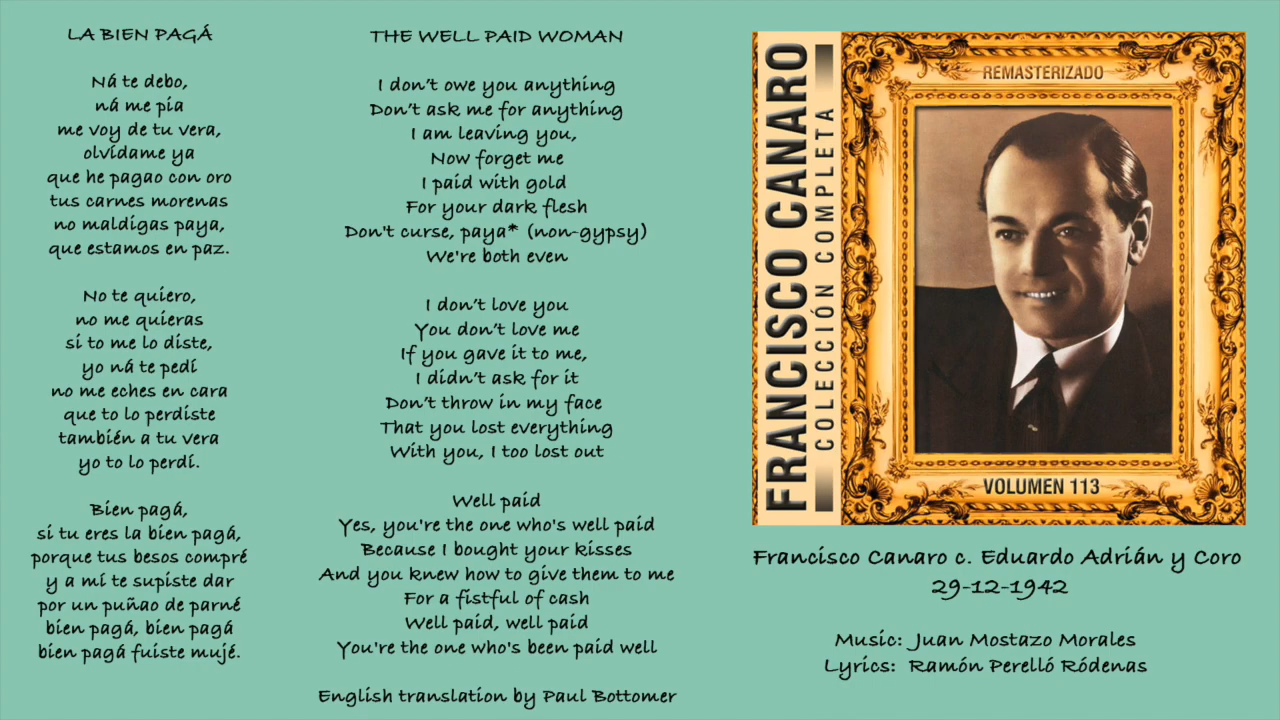 LA BIEN PAGÁ
Ná te debo,
ná me pía
me voy de tu vera,
olvídame ya
que he pagao con oro
tus carnes morenas
no maldigas paya,
que estamos en paz.
No te quiero,
no me quieras
si to me lo diste,
yo ná te pedí
no me eches en cara
que to lo perdiste
también a tu vera
yo to lo perdí.
Bien pagá,
si tu eres la bien pagá,
porque tus besos compré
y a mí te supiste dar
por un puñao de parné
bien pagá, bien pagá
bien pagá fuiste mujé.
THE WELL PAID WOMAN
I don't owe you anything
Don't ask me for anything
I am leaving you,
Now forget me
I paid with gold
For your dark flesh
Don't curse, paya* (non-gypsy)
We're both even
I don't love you
You don't love me
If you gave it to me,
I didn't ask for it
Don't throw in my face
That you lost everything
With you, I too lost out
Well paid
Yes, you're the one who's well paid
Because I bought your kisses
And you knew how to give them to me
For a fistful of cash
Well paid, well paid
You're the one who's been paid well
English translation by Paul Bottomer
FRANCISCO CANARO
COLECCIÓN COMPLETA
REMASTERIZADO
VOLUMEN 113
Francisco Canaro c. Eduardo Adrián y Coro
29-12-1942
Music: Juan Mostazo Morales
Lyrics: Ramón Perelló Ródenas